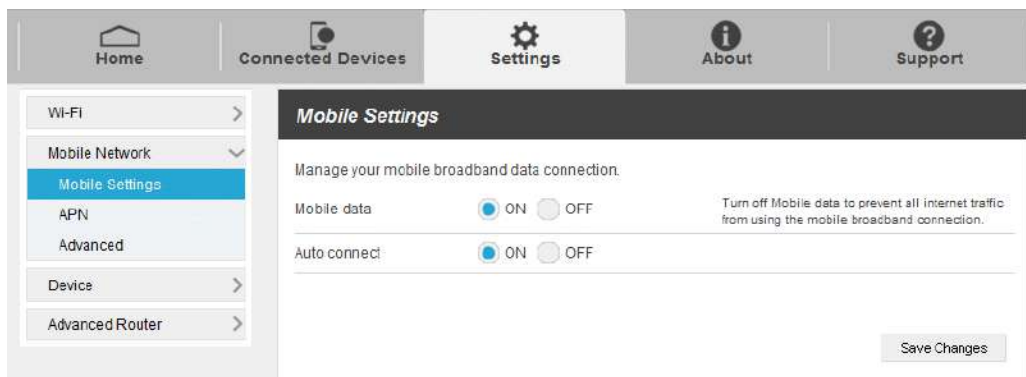 Home
Connected Devices
Settings
About
Support
Wi-Fi
Mobile Network
Mobile Settings
APN
Advanced
Device
Advanced Router
Mobile Settings
Manage your mobile broadband data connection.
Mobile data ON OFF
Turn off Mobile data to prevent all internet traffic
from using the mobile broadband connection.
Auto connect ON OFF
Save Changes